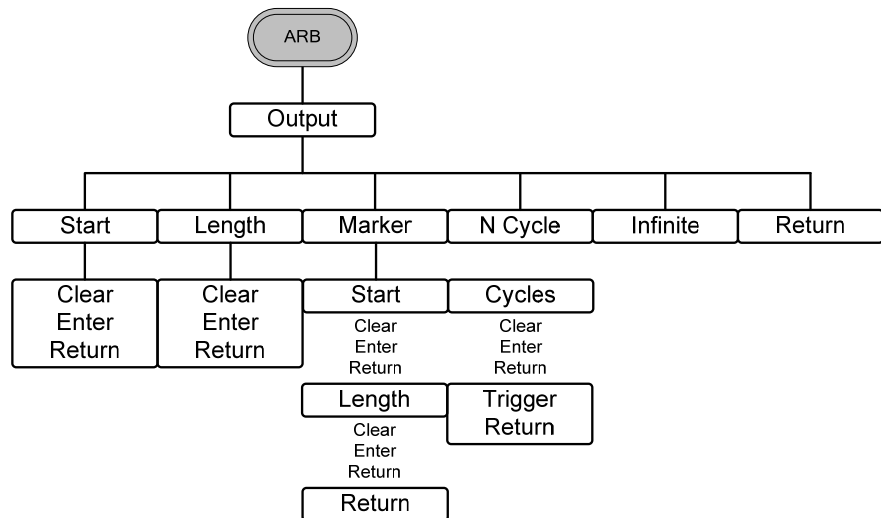 ARB
Output
Start
Length
Marker
N Cycle
Infinite
Return
Clear
Enter
Return
Clear
Enter
Return
Start
Clear
Enter
Return
Length
Clear
Enter
Return
Return
Cycles
Clear
Enter
Return
Trigger
Return